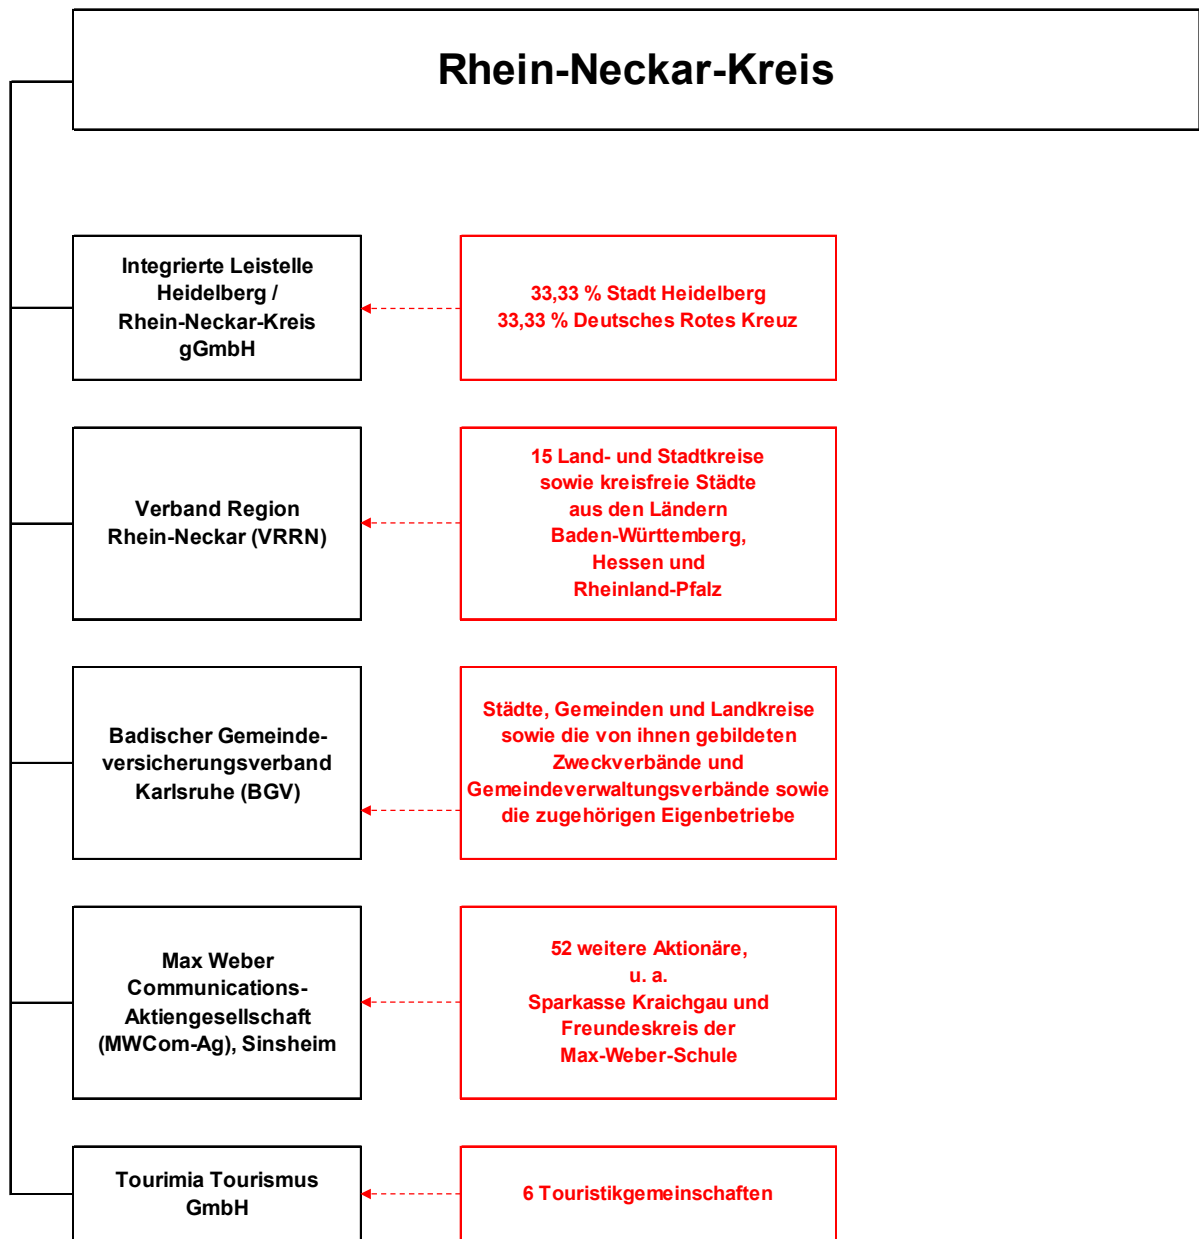 Rhein-Neckar-Kreis
Integrierte Leistelle
Heidelberg /
Rhein-Neckar-Kreis
gGmbH
33,33 % Stadt Heidelberg
33,33 % Deutsches Rotes Kreuz
Verband Region
Rhein-Neckar (VRRN)
15 Land- und Stadtkreise
sowie kreisfreie Städte
aus den Ländern
Baden-Württemberg,
Hessen und
Rheinland-Pfalz
Badischer Gemeinde-
versicherungsverband
Karlsruhe (BGV)
Städte, Gemeinden und Landkreise
sowie die von ihnen gebildeten
Zweckverbände und
Gemeindeverwaltungsverbände sowie
die zugehörigen Eigenbetriebe
Max Weber
Communications-
Aktiengesellschaft
(MWCom-Ag), Sinsheim
52 weitere Aktionäre,
u. a.
Sparkasse Kraichgau und
Freundeskreis der
Max-Weber-Schule
Tourimia Tourismus
GmbH
6 Touristikgemeinschaften